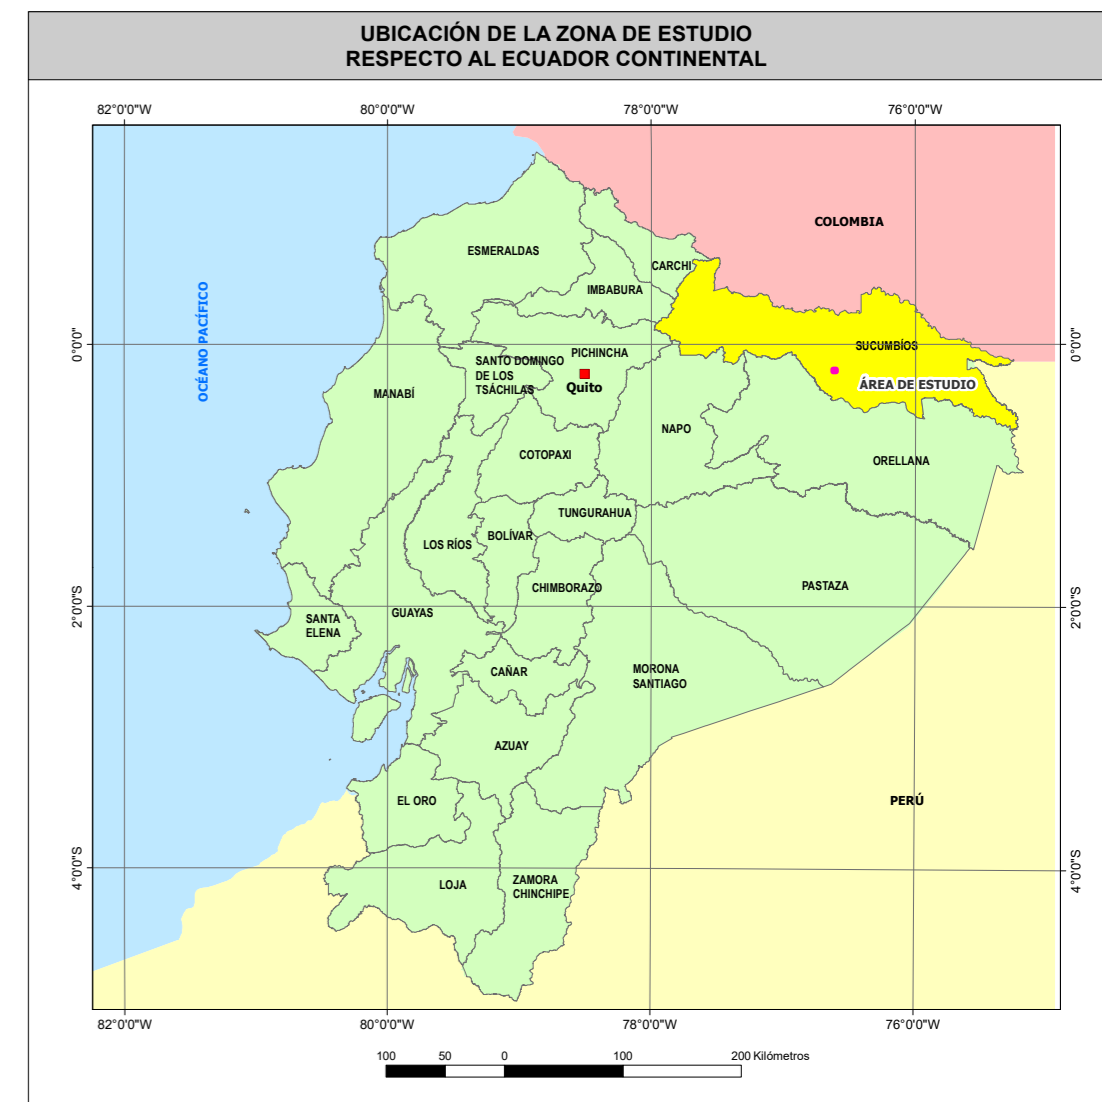 UBICACIÓN DE LA ZONA DE ESTUDIO
RESPECTO AL ECUADOR CONTINENTAL
82°0'0"W
80°0'0"W
78°0'0"W
76°0'0"W
COLOMBIA
ESMERALDAS
CARCHI
IMBABURA
OCÉANO PACÍFICO
0°0'0"
0°0'0"
SUCUMBÍOS
PICHINCHA
SANTO DOMINGO
DE LOS
TSÁCHILAS
Quito
ÁREA DE ESTUDIO
MANABÍ
NAPO
COTOPAXI
ORELLANA
TUNGURAHUA
BOLÍVAR
LOS RÍOS
CHIMBORAZO
PASTAZA
2°0'0"S
2°0'0"S
GUAYAS
SANTA
ELENA
CAÑAR
MORONA
SANTIAGO
AZUAY
EL ORO
PERÚ
4°0'0"S
4°0'0"S
LOJA
ZAMORA
CHINCHIPE
82°0'0"W
80°0'0"W
78°0'0"W
76°0'0"W
100 50 0 100 200 Kilómetros